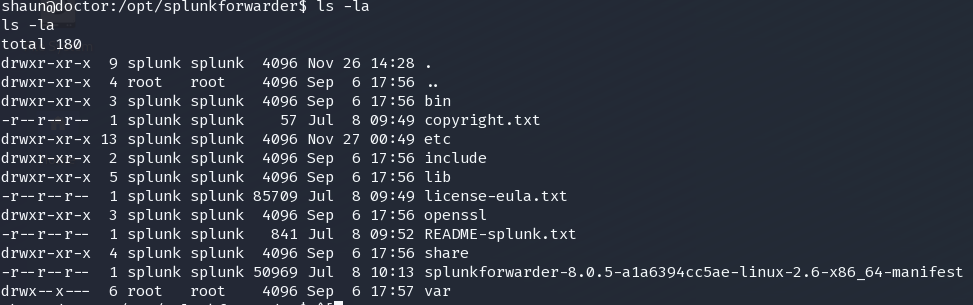 shaun@doctor:/opt/splunkforwarder$ ls -la
ls -la
total 180
drwxr-xr-x  9 splunk splunk  4096 Nov 26 14:28 .
drwxr-xr-x  4 root   root    4096 Sep  6 17:56 ..
drwxr-xr-x  3 splunk splunk  4096 Sep  6 17:56 bin
-r--r--r--  1 splunk splunk    57 Jul  8 09:49 copyright.txt
drwxr-xr-x 13 splunk splunk  4096 Nov 27 00:49 etc
drwxr-xr-x  2 splunk splunk  4096 Sep  6 17:56 include
drwxr-xr-x  5 splunk splunk  4096 Sep  6 17:56 lib
-r--r--r--  1 splunk splunk 85709 Jul  8 09:49 license-eula.txt
drwxr-xr-x  3 splunk splunk  4096 Sep  6 17:56 openssl
-r--r--r--  1 splunk splunk   841 Jul  8 09:52 README-splunk.txt
drwxr-xr-x  4 splunk splunk  4096 Sep  6 17:56 share
-r--r--r--  1 splunk splunk 50969 Jul  8 10:13 splunkforwarder-8.0.5-a1a6394cc5ae-linux-2.6-x86_64-manifest
drwx--x---  6 root   root    4096 Sep  6 17:57 var